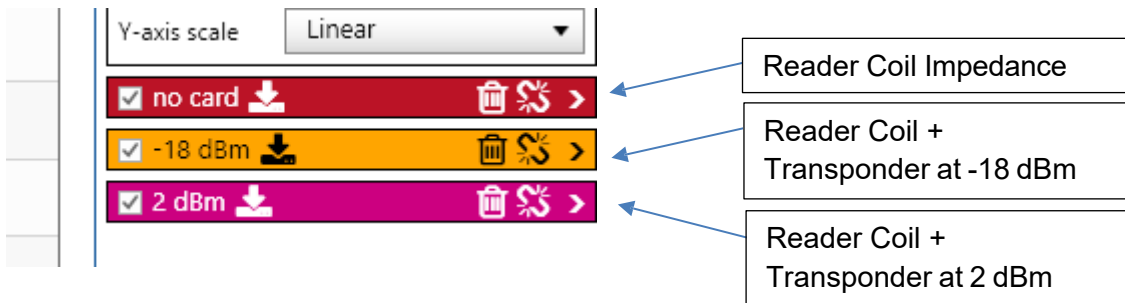 Y-axis scale Linear
no card
-18 dBm
2 dBm
Reader Coil Impedance
Reader Coil +
Transponder at -18 dBm
Reader Coil +
Transponder at 2 dBm